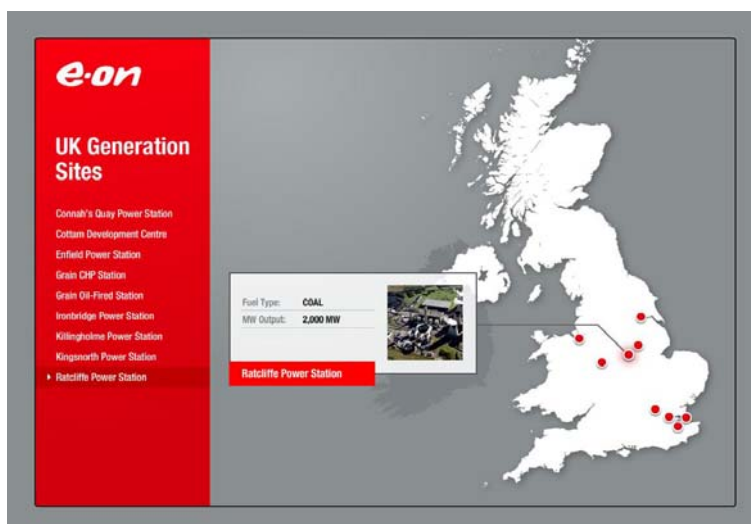 e·on
UK Generation
Sites
Connah's Quay Power Station
Cottam Development Centre
Enfield Power Station
Grain CHP Station
Grain Oil-Fired Station
Ironbridge Power Station
Killingholme Power Station
Kingsnorth Power Station
Ratcliffe Power Station
Fuel Type: COAL
MW Output: 2,000 MW
Ratcliffe Power Station